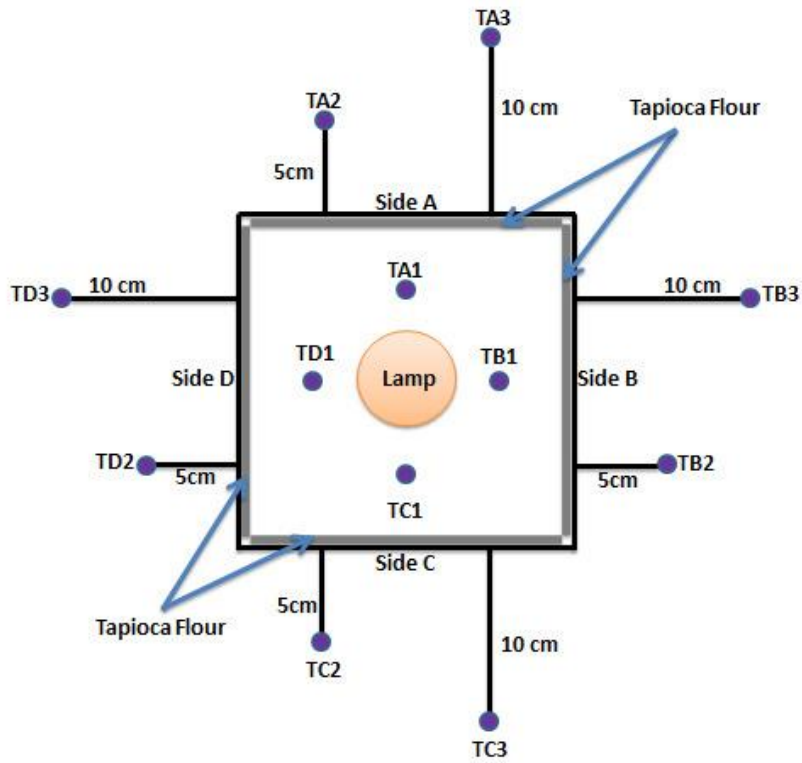 TA3
TA2
10 cm
Tapioca Flour
5cm
Side A
TA1
TD3
10 cm
10 cm
TB3
TD1
TB1
Side D
Lamp
Side B
TD2
5cm
TB2
5cm
TC1
Side C
5cm
Tapioca Flour
10 cm
TC2
TC3